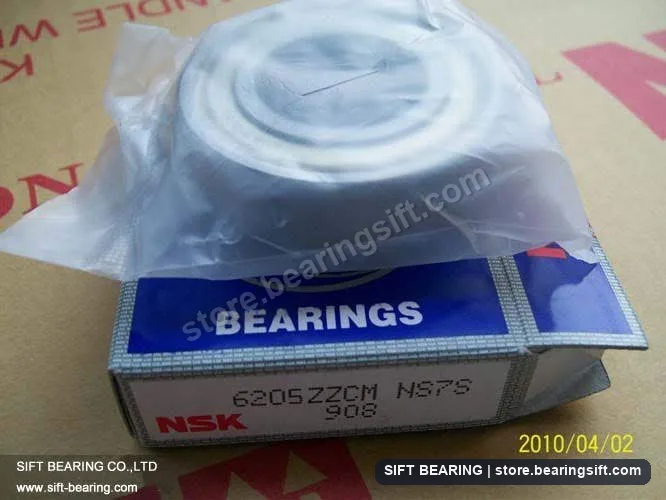 store.bearingsift.com
BEARINGS
6205ZZCM NS7S
908
NSK
2010/04/02
SIFT BEARING CO.,LTD
www.sift-bearing.com
SIFT BEARING | store.bearingsift.com